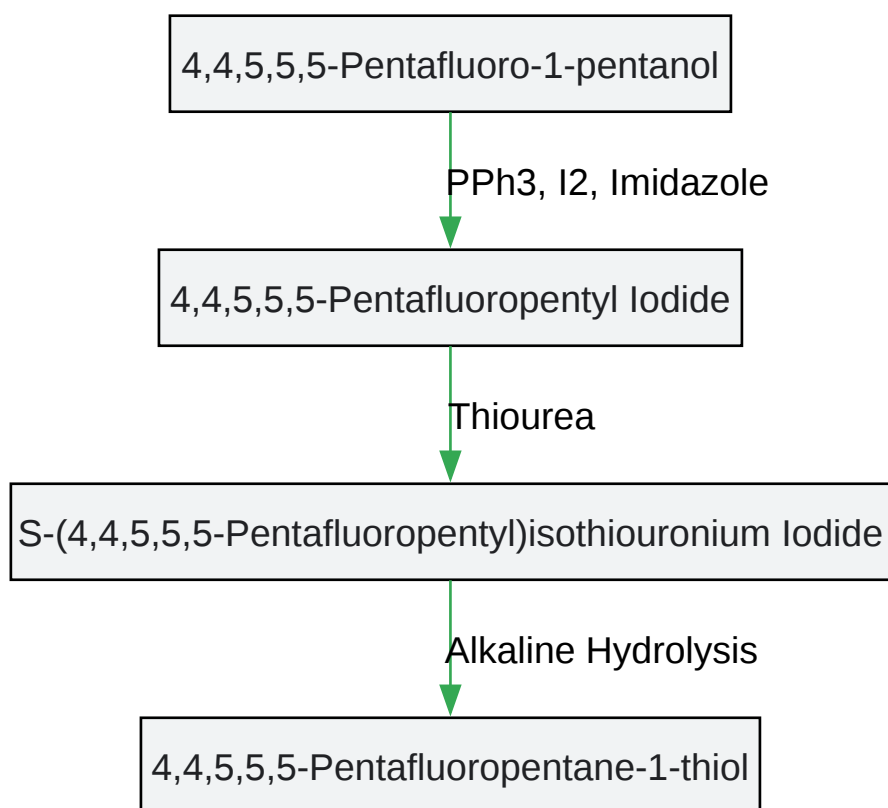 4,4,5,5,5-Pentafluoro-1-pentanol
PPh3, I2, Imidazole
4,4,5,5,5-Pentafluoropentyl Iodide
Thiourea
S-(4,4,5,5,5-Pentafluoropentyl)isothiouronium Iodide
Alkaline Hydrolysis
4,4,5,5,5-Pentafluoropentane-1-thiol